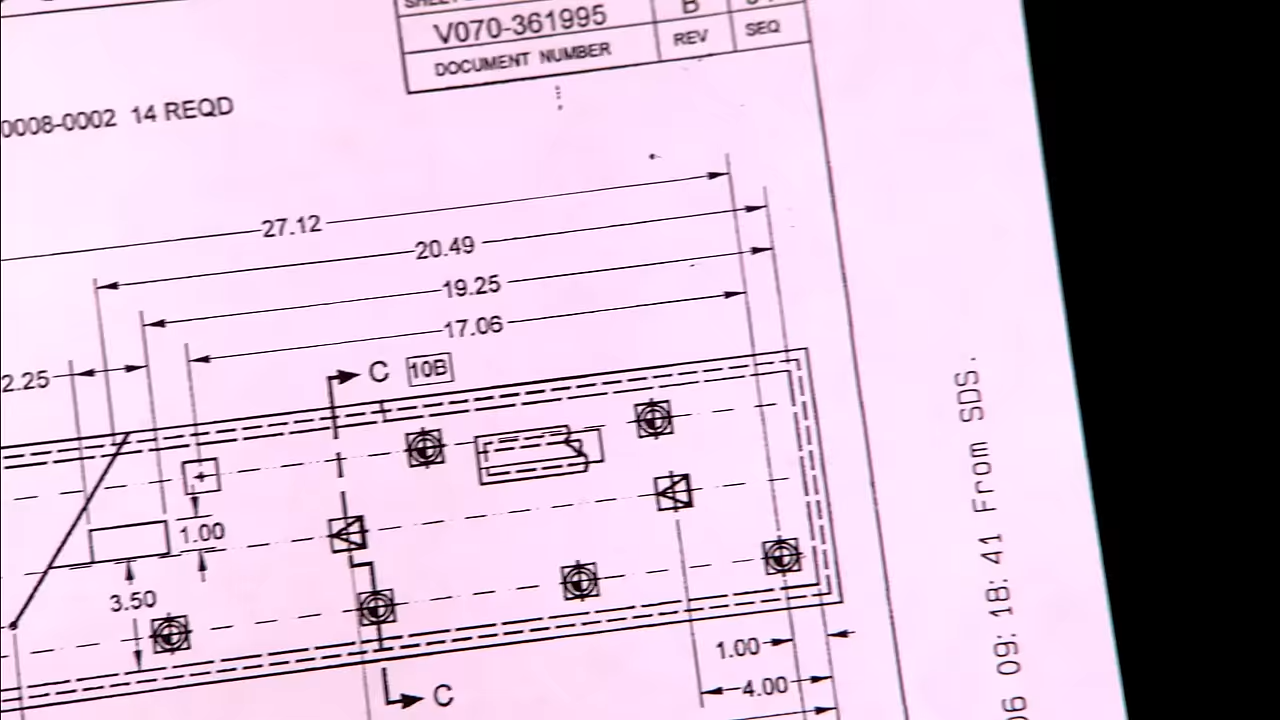 V070-361995
B
DOCUMENT NUMBER
REV
SEQ
0008-0002 14 REQD
27.12
20.49
19.25
17.06
2.25
C
10B
1.00
3.50
1.00
4.00
C
06 09:18:41 From SDS.